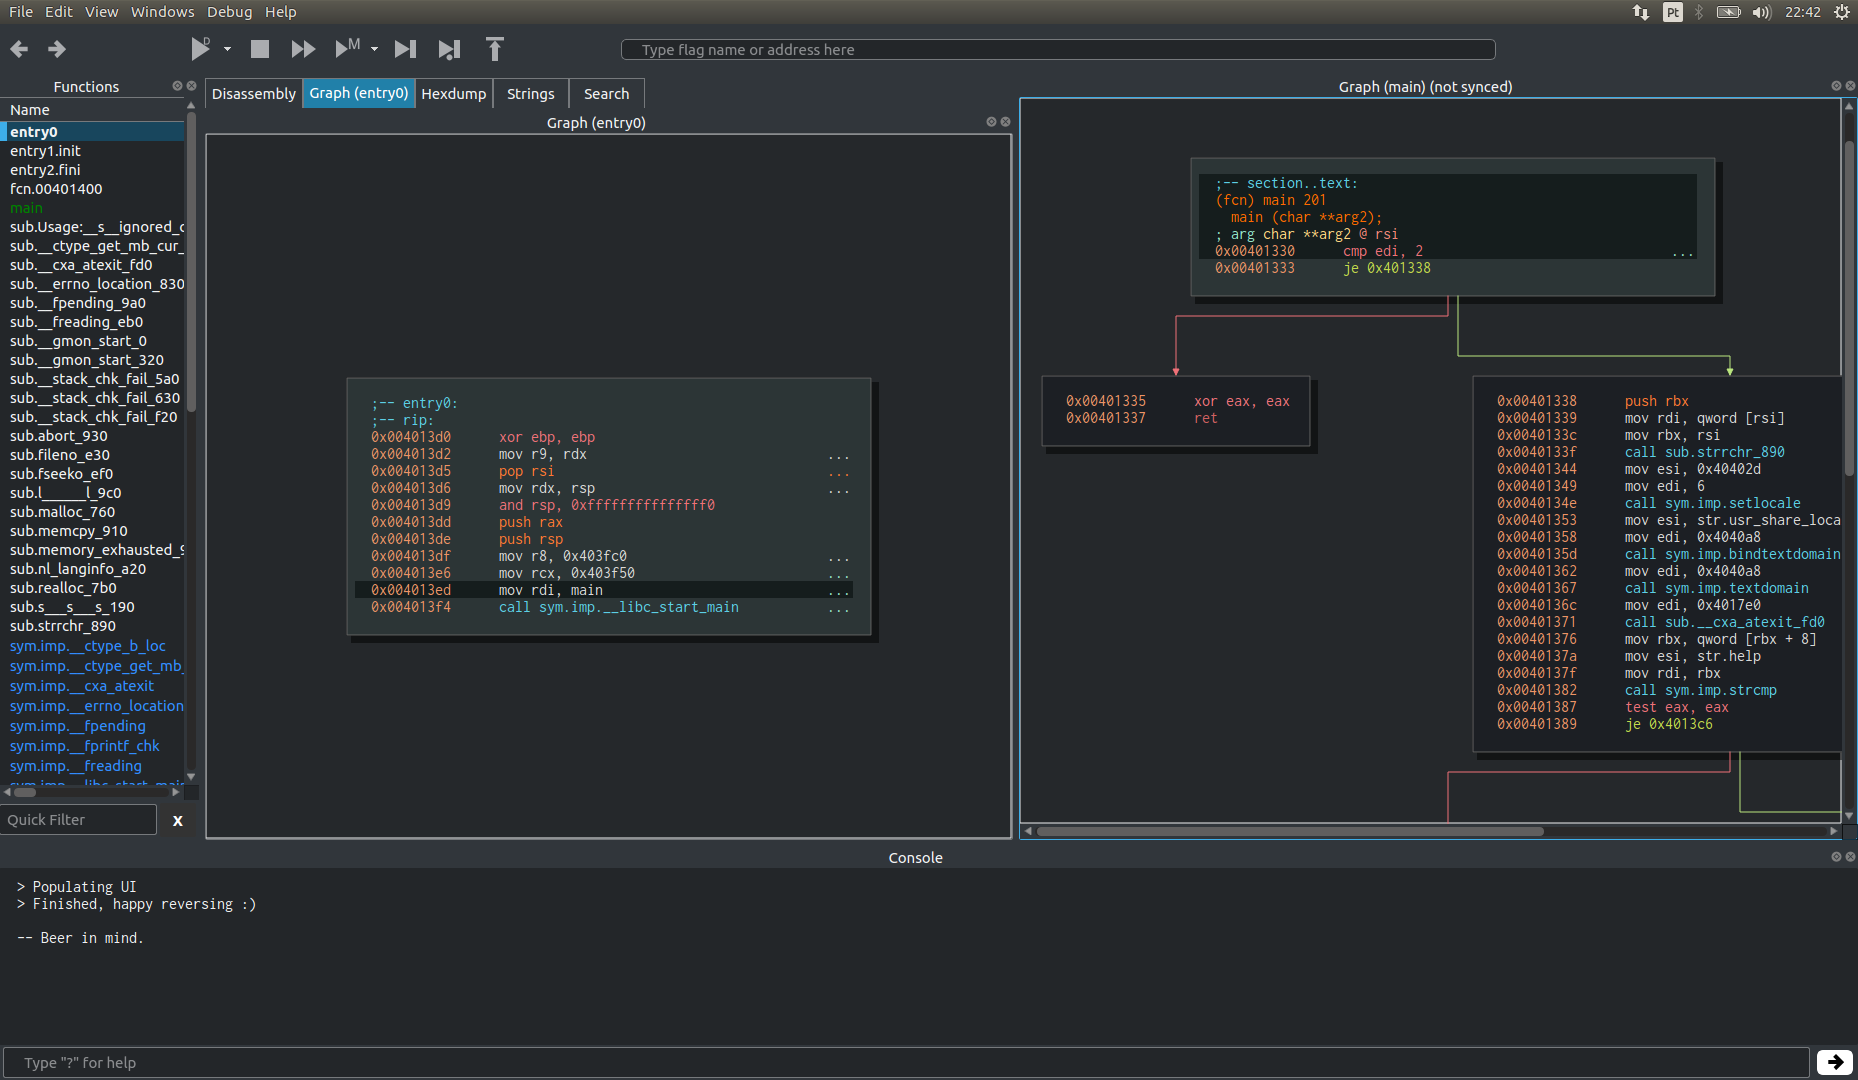 File Edit View Windows Debug Help
Pt 22:42
D M Type flag name or address here
Functions
Name
entry0
entry1.init
entry2.fini
fcn.00401400
main
sub.Usage:__s__ignored_c
sub.__ctype_get_mb_cur_
sub.__cxa_atexit_fd0
sub.__errno_location_830
sub.__fpending_9a0
sub.__freading_eb0
sub.__gmon_start_0
sub.__gmon_start_320
sub.__stack_chk_fail_5a0
sub.__stack_chk_fail_630
sub.__stack_chk_fail_f20
sub.abort_930
sub.fileno_e30
sub.fseeko_ef0
sub.l______l_9c0
sub.malloc_760
sub.memcpy_910
sub.memory_exhausted_9
sub.nl_langinfo_a20
sub.realloc_7b0
sub.s___s___s_190
sub.strrchr_890
sym.imp.__ctype_b_loc
sym.imp.__ctype_get_mb_
sym.imp.__cxa_atexit
sym.imp.__errno_location
sym.imp.__fpending
sym.imp.__fprintf_chk
sym.imp.__freading
sym.imp.__libc_start_main
Quick Filter X
Disassembly Graph (entry0) Hexdump Strings Search
Graph (entry0)
;-- entry0:
;-- rip:
0x004013d0 xor ebp, ebp
0x004013d2 mov r9, rdx ...
0x004013d5 pop rsi ...
0x004013d6 mov rdx, rsp ...
0x004013d9 and rsp, 0xfffffffffffffff0
0x004013dd push rax
0x004013de push rsp
0x004013df mov r8, 0x403fc0 ...
0x004013e6 mov rcx, 0x403f50 ...
0x004013ed mov rdi, main ...
0x004013f4 call sym.imp.__libc_start_main ...
Graph (main) (not synced)
;-- section..text:
(fcn) main 201
main (char **arg2);
; arg char **arg2 @ rsi
0x00401330 cmp edi, 2 ...
0x00401333 je 0x401338
0x00401335 xor eax, eax
0x00401337 ret
0x00401338 push rbx
0x00401339 mov rdi, qword [rsi]
0x0040133c mov rbx, rsi
0x0040133f call sub.strrchr_890
0x00401344 mov esi, 0x40402d
0x00401349 mov edi, 6
0x0040134e call sym.imp.setlocale
0x00401353 mov esi, str.usr_share_loca
0x00401358 mov edi, 0x4040a8
0x0040135d call sym.imp.bindtextdomain
0x00401362 mov edi, 0x4040a8
0x00401367 call sym.imp.textdomain
0x0040136c mov edi, 0x4017e0
0x00401371 call sub.__cxa_atexit_fd0
0x00401376 mov rbx, qword [rbx + 8]
0x0040137a mov esi, str.help
0x0040137f mov rdi, rbx
0x00401382 call sym.imp.strcmp
0x00401387 test eax, eax
0x00401389 je 0x4013c6
Console
> Populating UI
> Finished, happy reversing :)
-- Beer in mind.
Type "?" for help